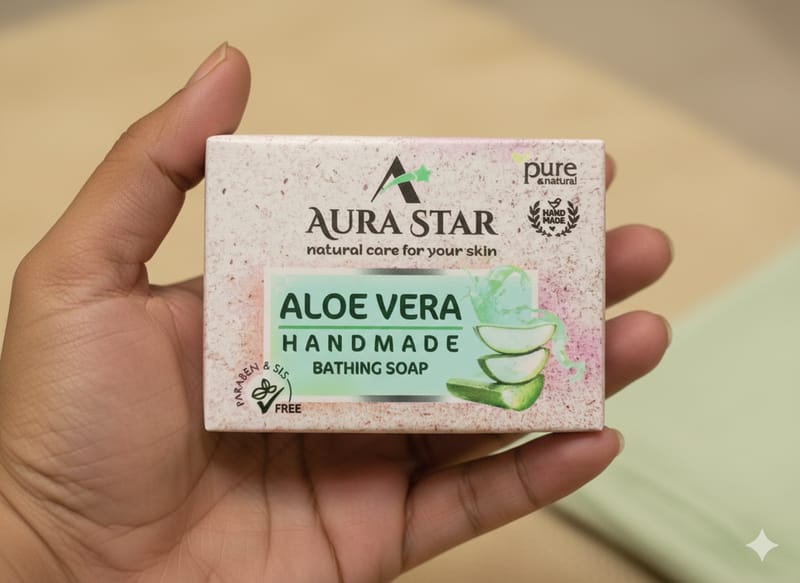 AURA STAR
natural care for your skin
pure
& natural
HAND
MADE
ALOE VERA
HANDMADE
BATHING SOAP
PARABEN & SLS
FREE